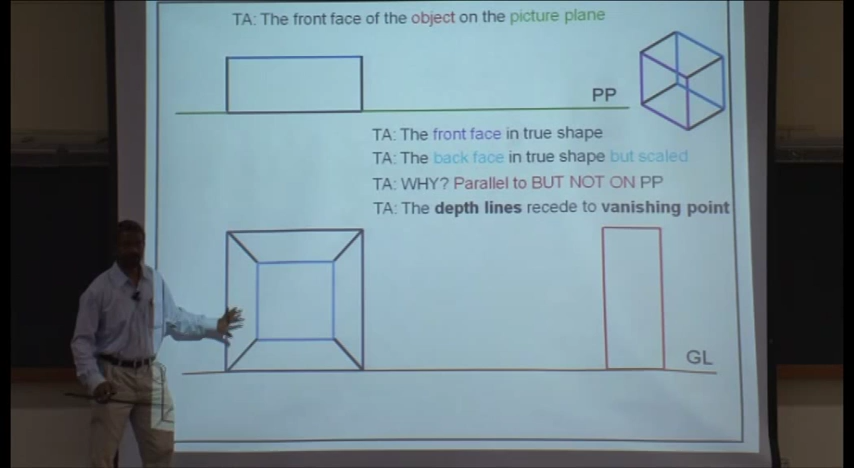 TA: The front face of the object on the picture plane
PP
TA: The front face in true shape
TA: The back face in true shape but scaled
TA: WHY? Parallel to BUT NOT ON PP
TA: The depth lines recede to vanishing point
GL